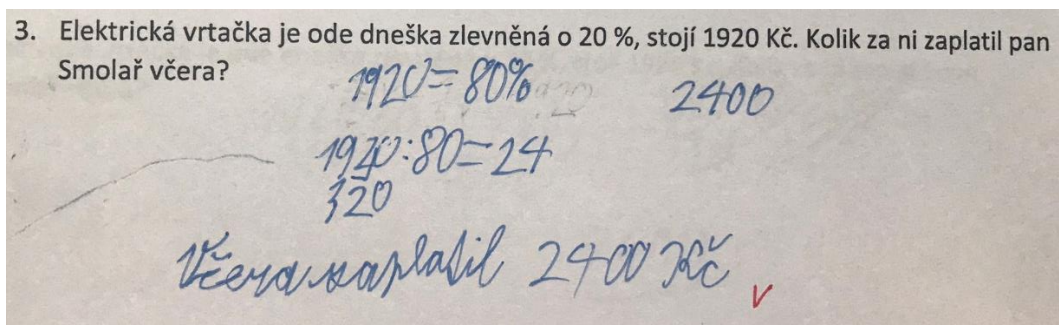 3. Elektrická vrtačka je ode dneška zlevněná o 20 %, stojí 1920 Kč. Kolik za ni zaplatil pan
Smolař včera?
1920 = 80% 2400
1920:80=24
320
Včera zaplatil 2400 Kč